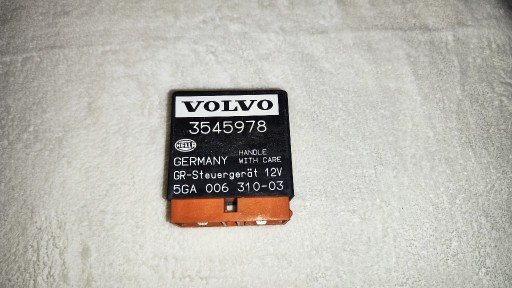 VOLVO
3545978
HELLA
GERMANY HANDLE WITH CARE
GR-Steuergerät 12V
5GA 006 310-03